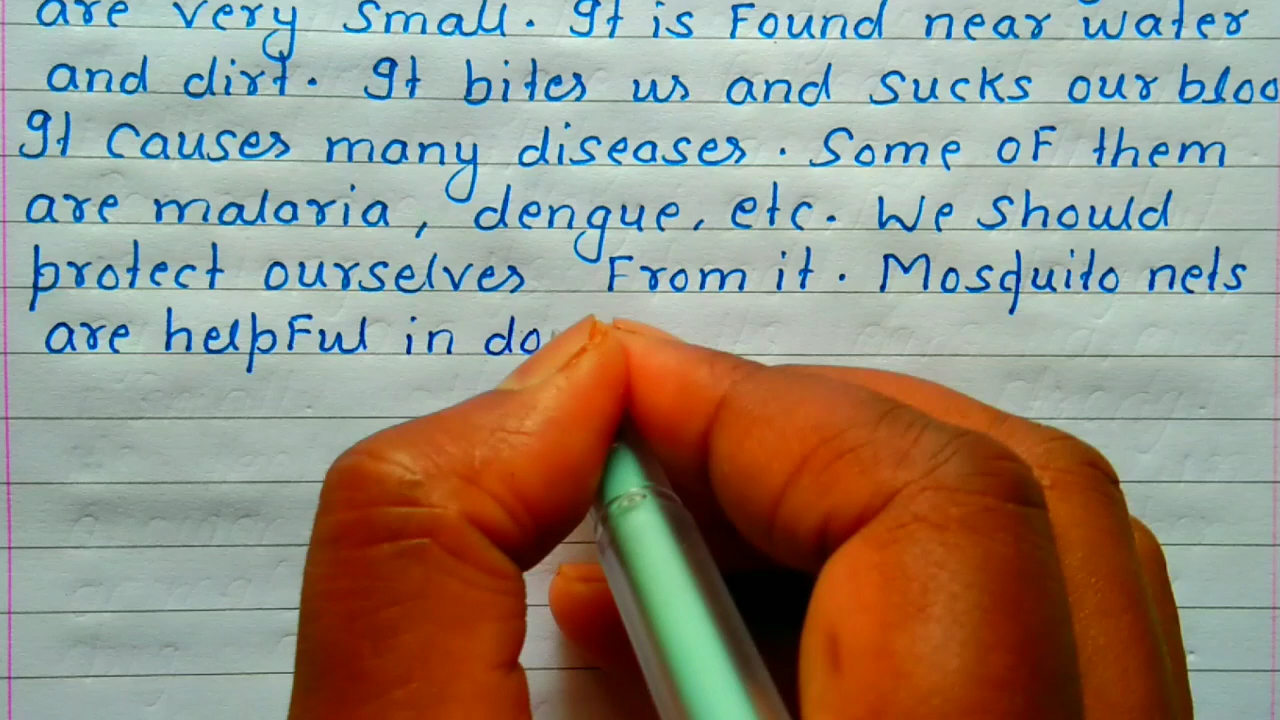 are very small. It is Found near water
and dirt. It bites us and sucks our bloo
It causes many diseases. Some of them
are malaria, dengue, etc. We should
protect ourselves From it. Mosquito nets
are helpFul in do